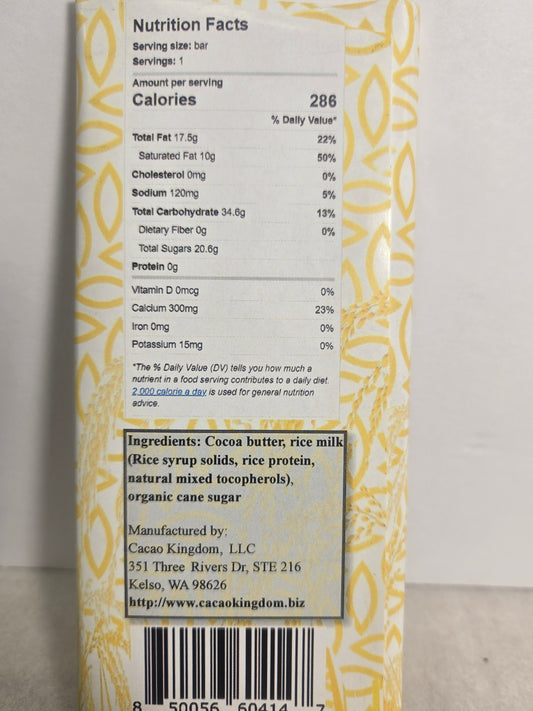 Nutrition Facts
Serving size: bar
Servings: 1
Amount per serving
Calories 286
% Daily Value*
Total Fat 17.5g 22%
Saturated Fat 10g 50%
Cholesterol 0mg 0%
Sodium 120mg 5%
Total Carbohydrate 34.6g 13%
Dietary Fiber 0g 0%
Total Sugars 20.6g
Protein 0g
Vitamin D 0mcg 0%
Calcium 300mg 23%
Iron 0mg 0%
Potassium 15mg 0%
*The % Daily Value (DV) tells you how much a
nutrient in a food serving contributes to a daily diet.
2,000 calorie a day is used for general nutrition
advice.
Ingredients: Cocoa butter, rice milk
(Rice syrup solids, rice protein,
natural mixed tocopherols),
organic cane sugar
Manufactured by:
Cacao Kingdom, LLC
351 Three Rivers Dr, STE 216
Kelso, WA 98626
http://www.cacaokingdom.biz
8 50056 60414 7